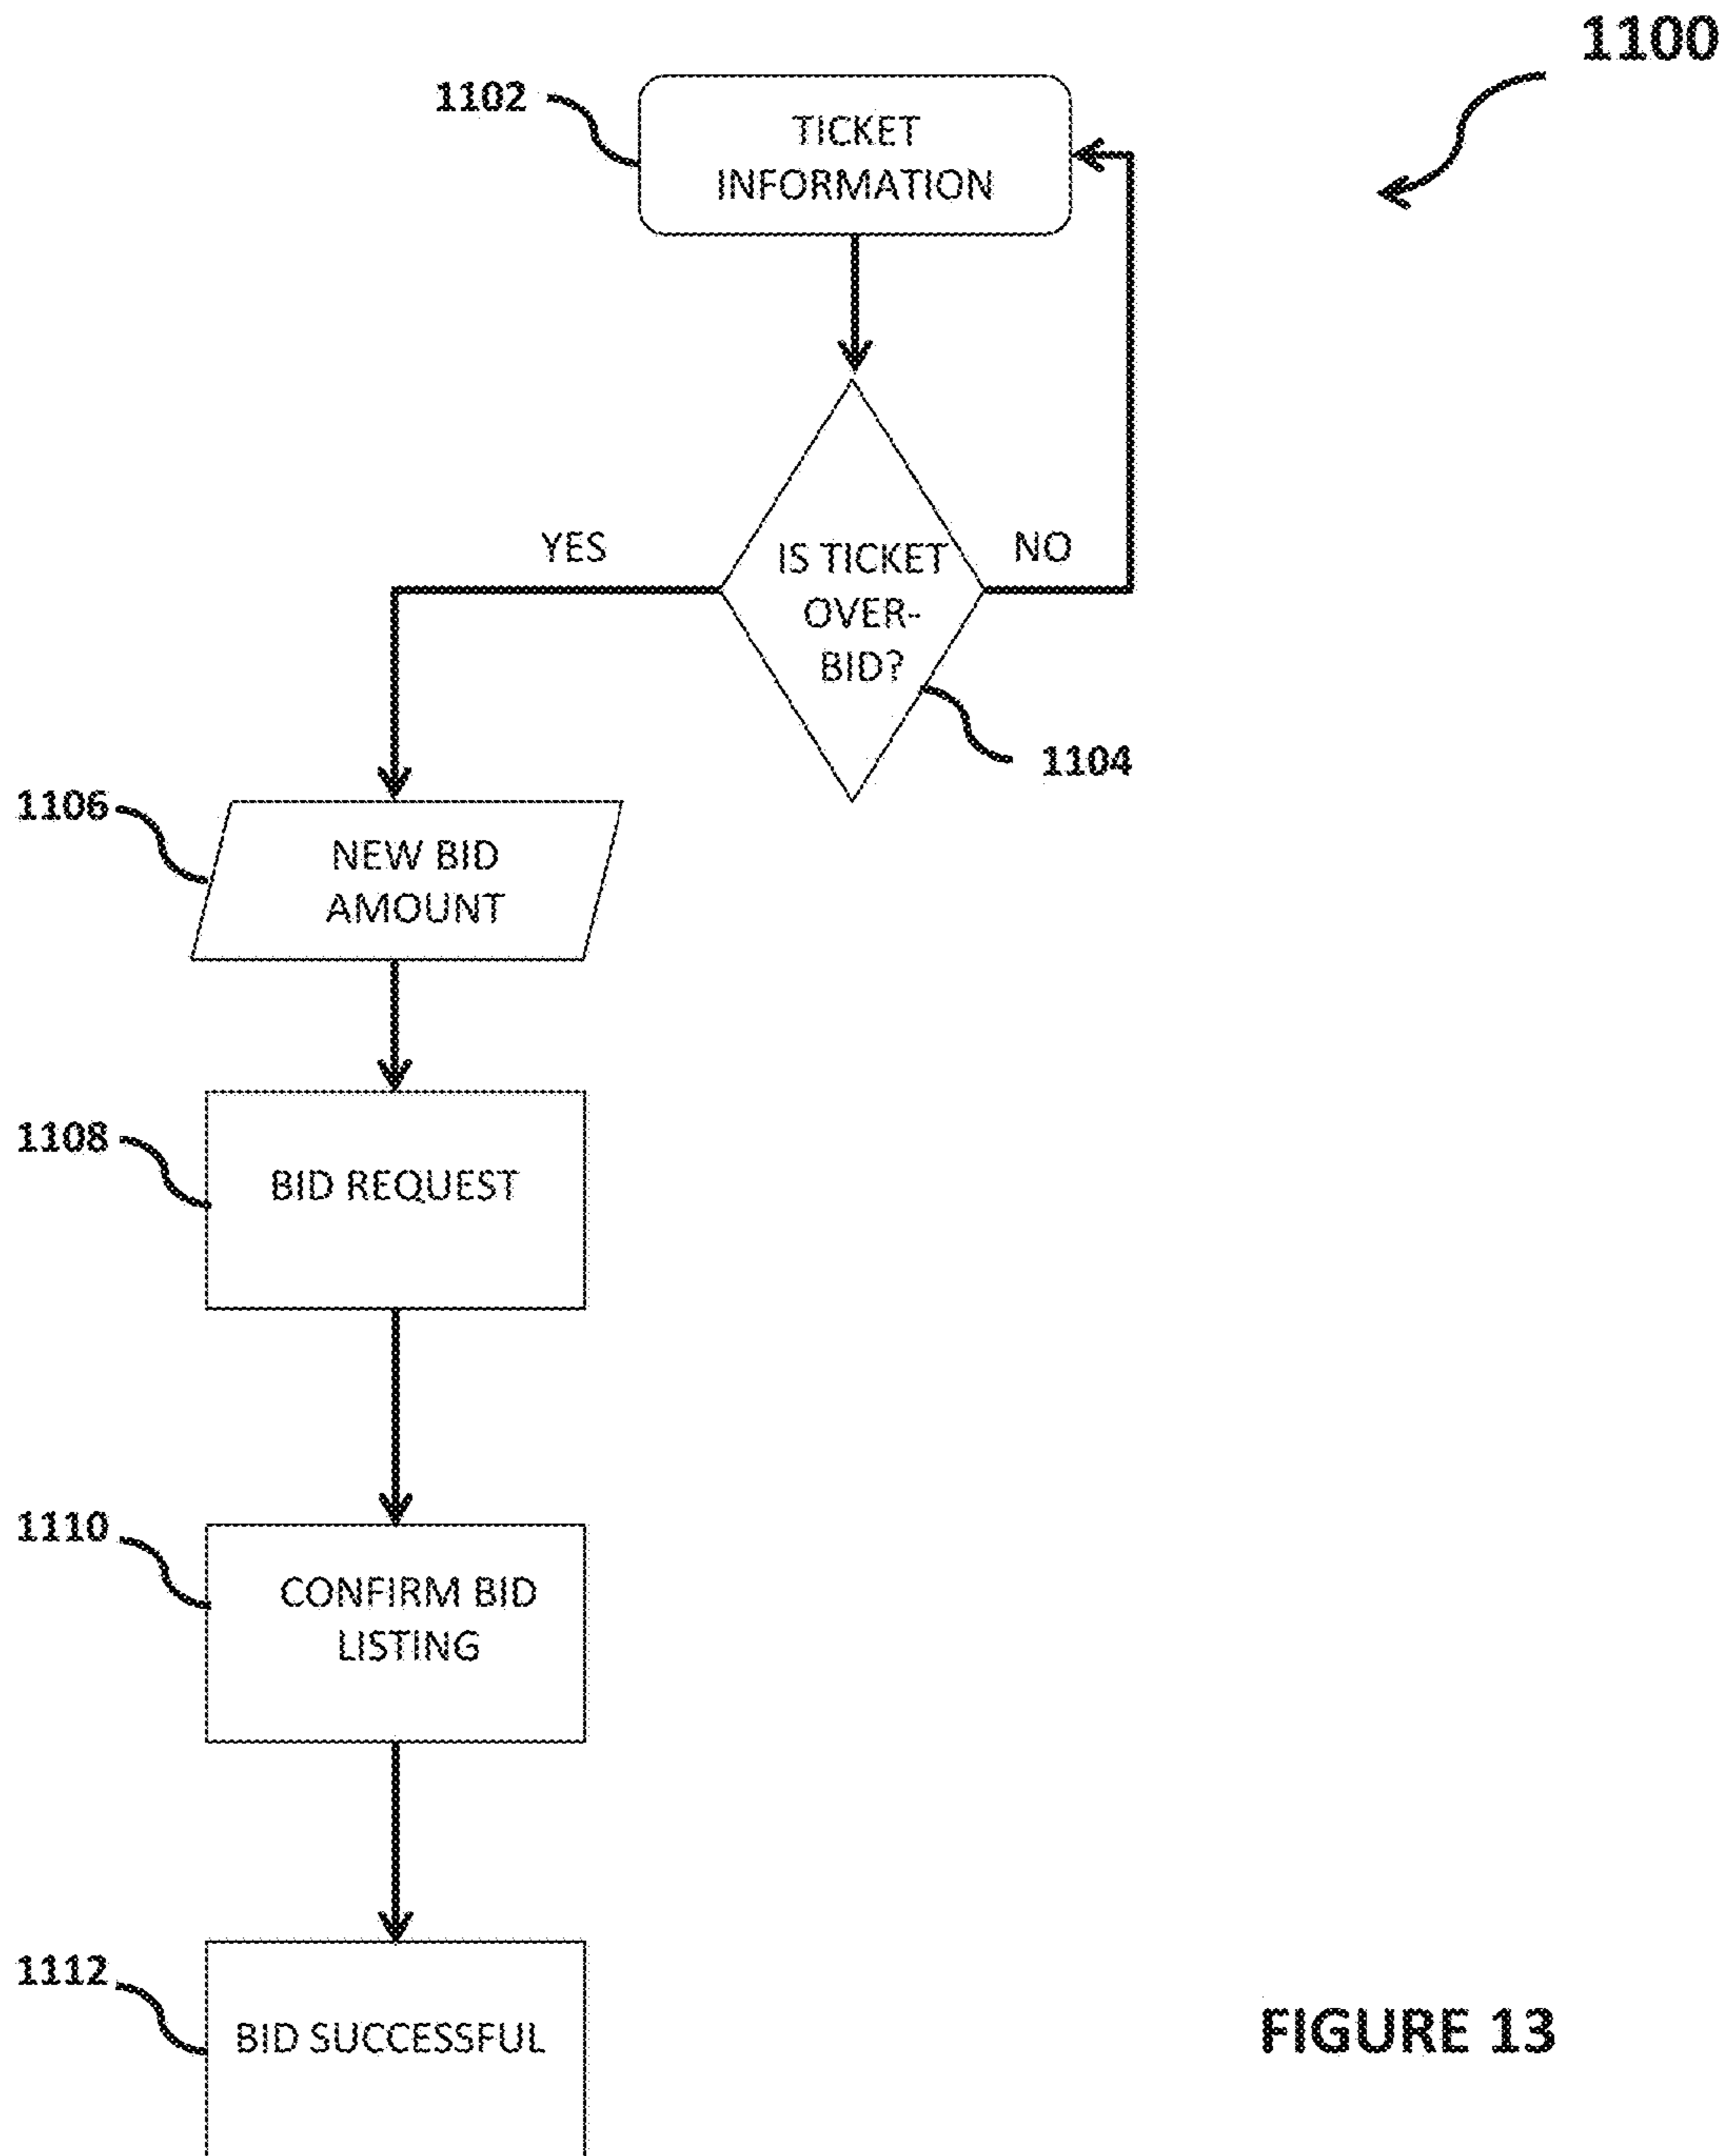 1100
1102
TICKET
INFORMATION
YES
NO
IS TICKET
OVER-
BID?
1104
1106
NEW BID
AMOUNT
1108
BID REQUEST
1110
CONFIRM BID
LISTING
1112
BID SUCCESSFUL
FIGURE 13